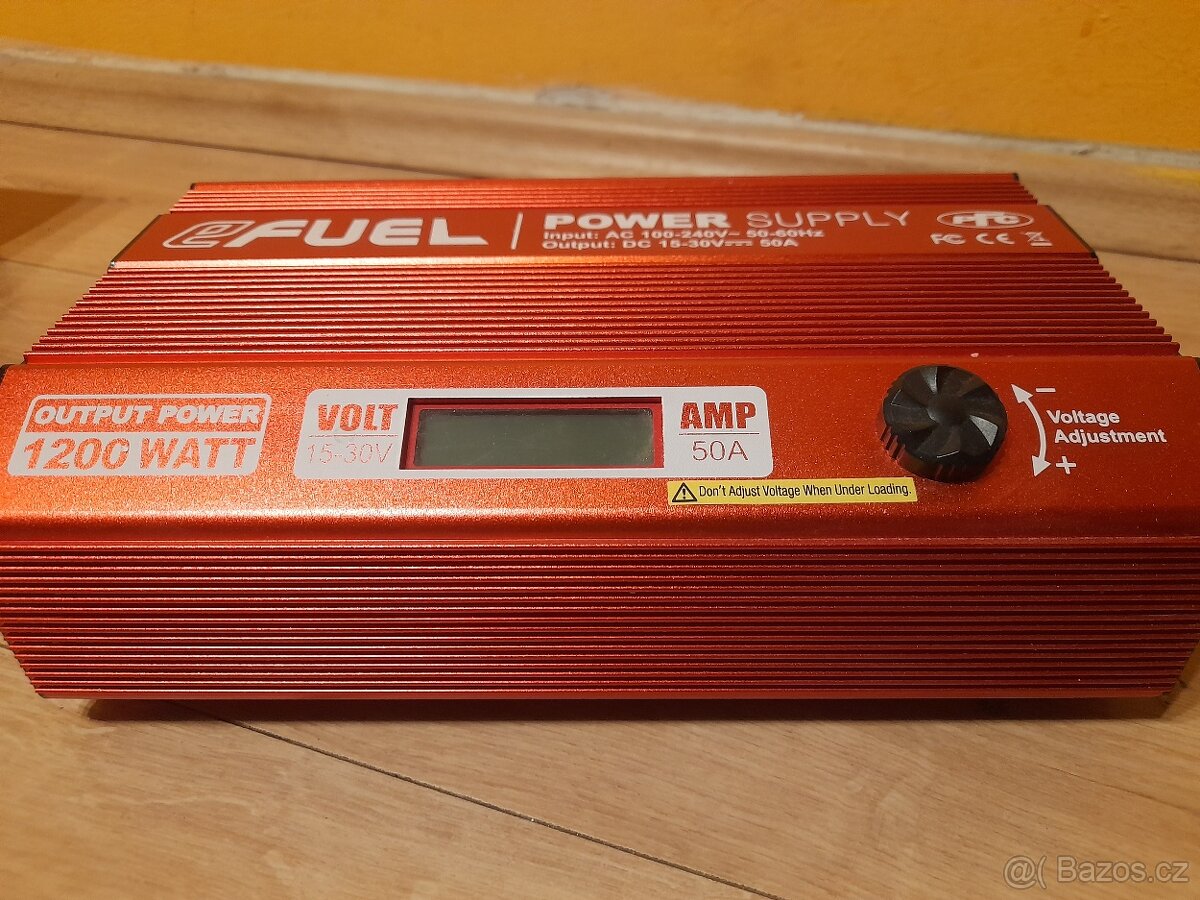 eFUEL | POWER SUPPLY
Input: AC 100-240V~ 50-60Hz
Output: DC 15-30V⎓ 50A
FC CE
OUTPUT POWER
1200 WATT
VOLT
15-30V
AMP
50A
Voltage
Adjustment
- +
Don't Adjust Voltage When Under Loading.
@( Bazos.cz